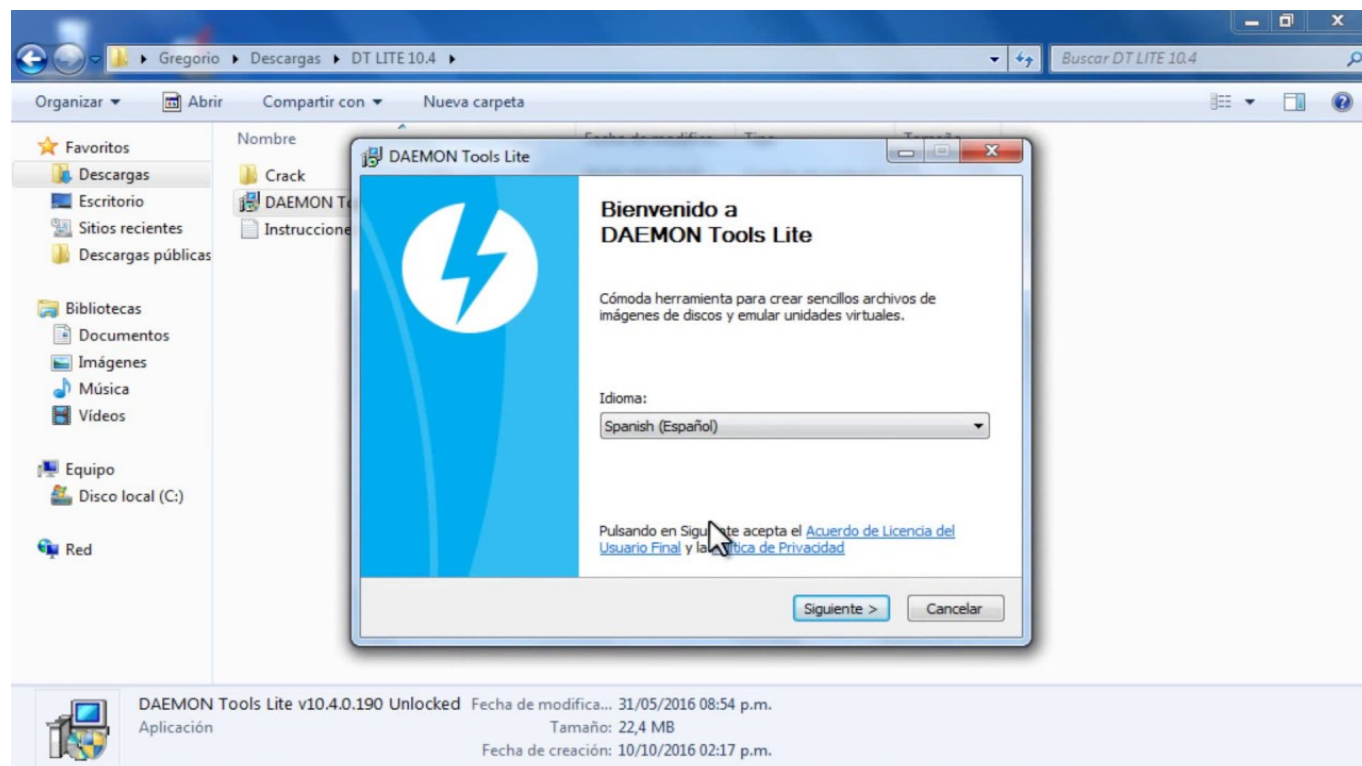 Gregorio ▸ Descargas ▸ DT LITE 10.4 ▸
Buscar DT LITE 10.4
Organizar Abrir Compartir con Nueva carpeta
Favoritos
Descargas
Escritorio
Sitios recientes
Descargas públicas
Bibliotecas
Documentos
Imágenes
Música
Vídeos
Equipo
Disco local (C:)
Red
Nombre
Crack
DAEMON
Instruccione
DAEMON Tools Lite
Bienvenido a
DAEMON Tools Lite
Cómoda herramienta para crear sencillos archivos de
imágenes de discos y emular unidades virtuales.
Idioma:
Spanish (Español)
Pulsando en acepta el Acuerdo de Licencia del
Usuario Final y la de Privacidad
Siguiente > Cancelar
DAEMON Tools Lite v10.4.0.190 Unlocked Fecha de modifica... 31/05/2016 08:54 p.m.
Aplicación Tamaño: 22,4 MB
Fecha de creación: 10/10/2016 02:17 p.m.